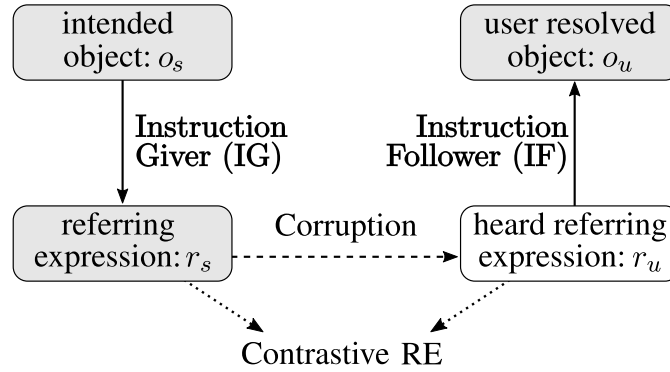 intended
object: o_s
user resolved
object: o_u
Instruction
Giver (IG)
Instruction
Follower (IF)
referring
expression: r_s
Corruption
heard referring
expression: r_u
Contrastive RE